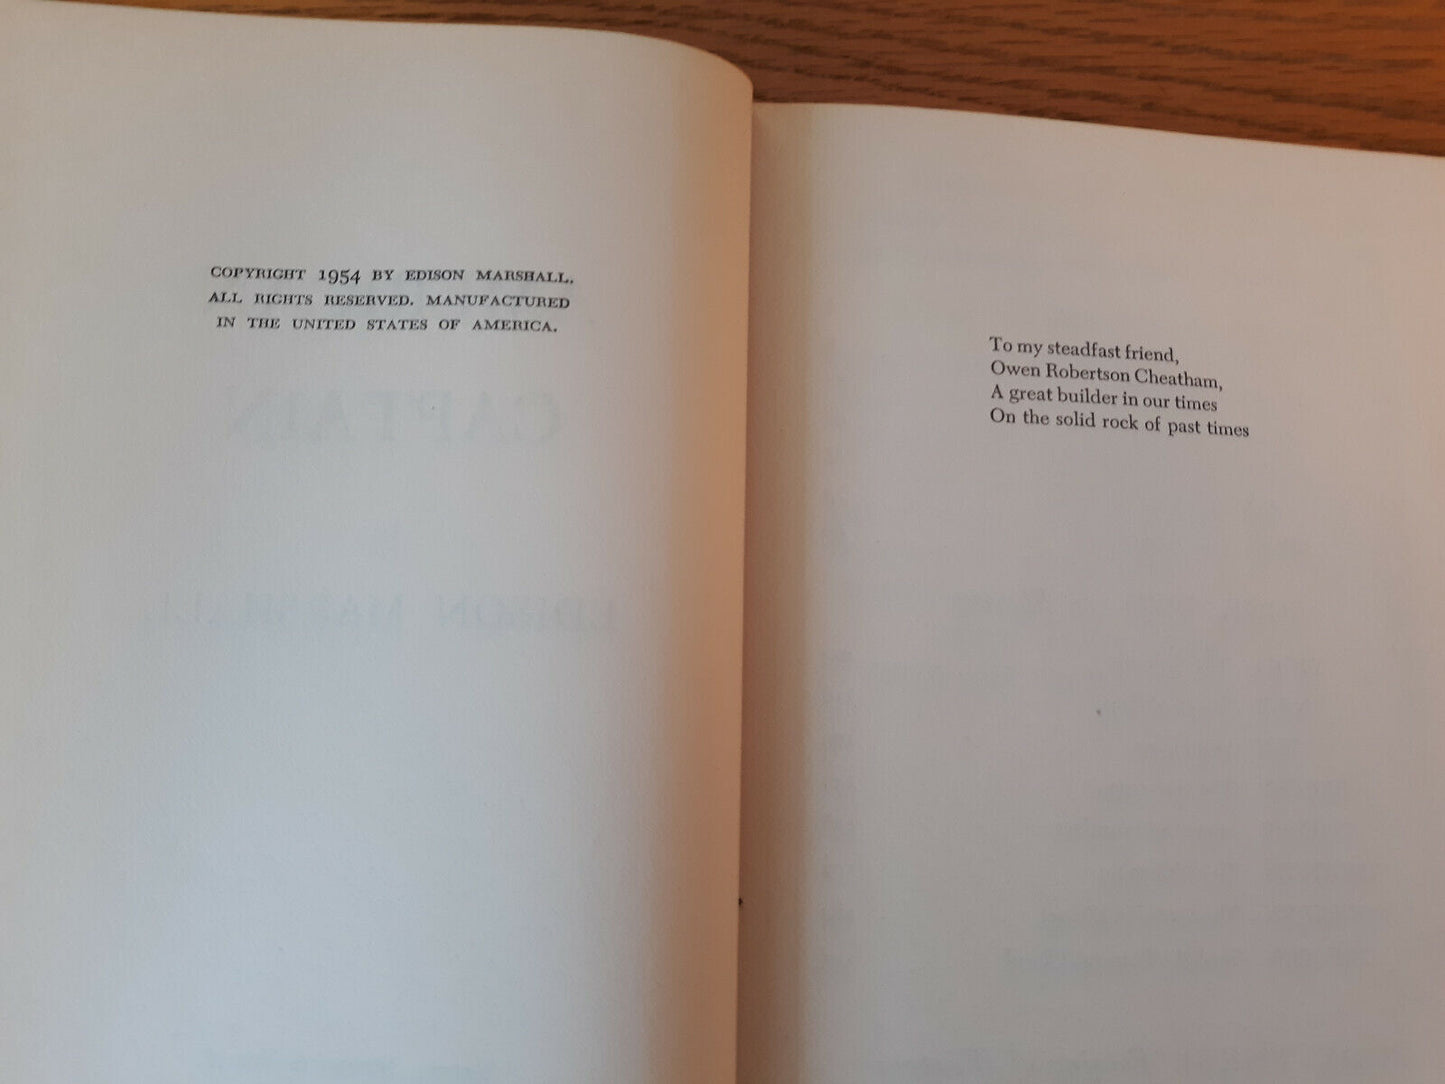 COPYRIGHT 1954 BY EDISON MARSHALL.
ALL RIGHTS RESERVED. MANUFACTURED
IN THE UNITED STATES OF AMERICA.
To my steadfast friend,
Owen Robertson Cheatham,
A great builder in our times
On the solid rock of past times